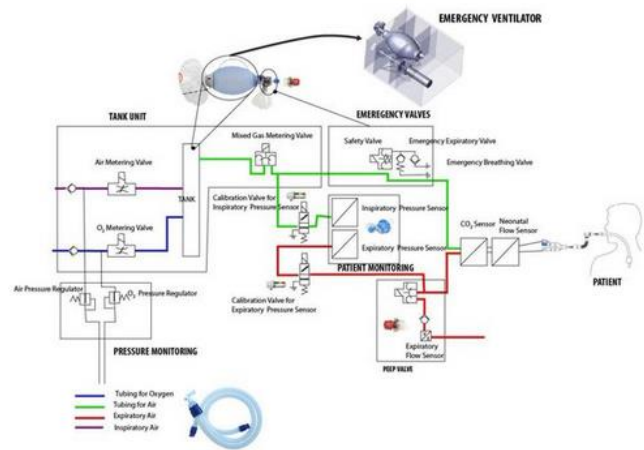 EMERGENCY VENTILATOR
TANK UNIT
EMEREGENCY VALVES
Mixed Gas Metering Valve
Safety Valve
Emergency Expiratory Valve
Emergency Breathing Valve
Air Metering Valve
TANK
Calibration Valve for
Inspiratory Pressure Sensor
Inspiratory Pressure Sensor
Expiratory Pressure Sensor
CO₂ Sensor
Neonatal
Flow Sensor
O₂ Metering Valve
PATIENT MONITORING
PATIENT
Air Pressure Regulator
O₂ Pressure Regulator
Calibration Valve for
Expiratory Pressure Sensor
PRESSURE MONITORING
Expiratory
Flow Sensor
PEEP VALVE
Tubing for Oxygen
Tubing for Air
Expiratory Air
Inspiratory Air